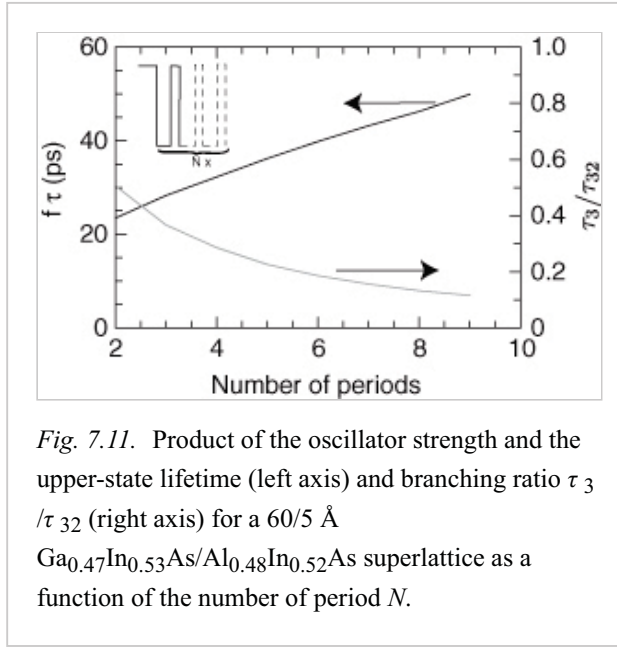 60
40
20
0
f τ (ps)
N x
1.0
0.8
0.6
0.4
0.2
0
τ3/τ32
2 4 6 8 10
Number of periods
Fig. 7.11. Product of the oscillator strength and the
upper-state lifetime (left axis) and branching ratio τ 3
/τ 32 (right axis) for a 60/5 Å
Ga0.47In0.53As/Al0.48In0.52As superlattice as a
function of the number of period N.